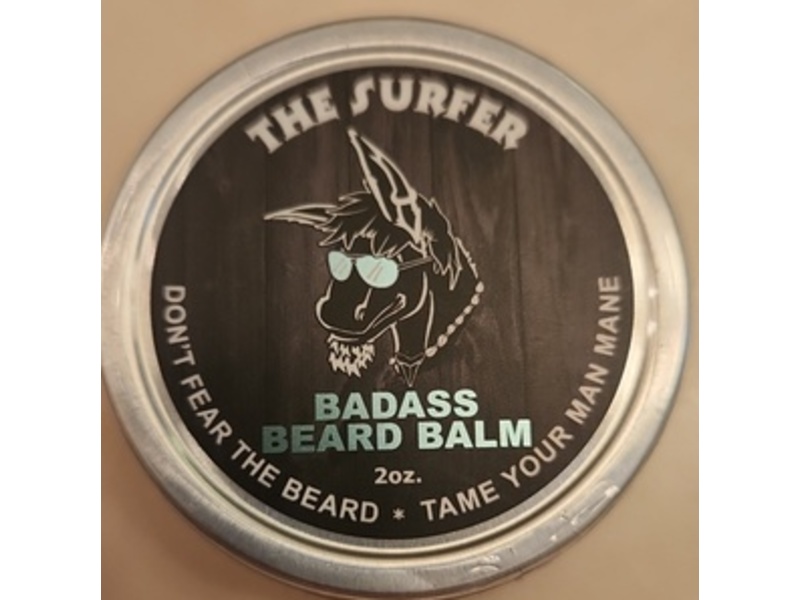 THE SURFER
BADASS
BEARD BALM
2oz.
DON'T FEAR THE BEARD * TAME YOUR MAN MANE